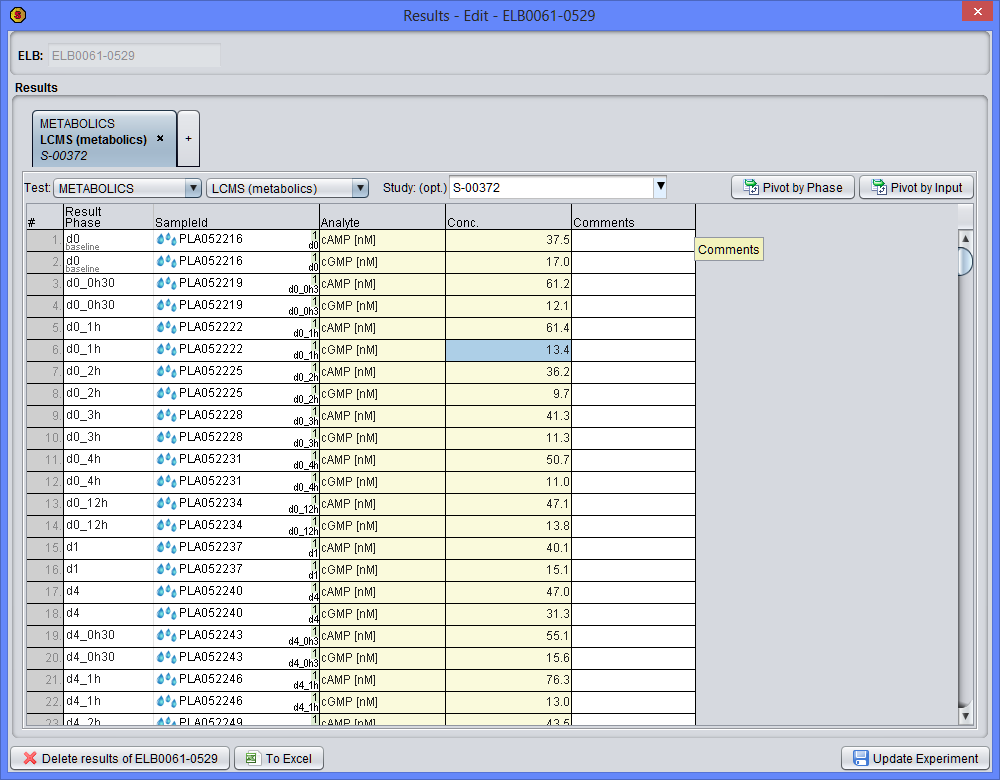 Results - Edit - ELB0061-0529
ELB: ELB0061-0529
Results
METABOLICS
LCMS (metabolics) ×
S-00372
+
Test: METABOLICS LCMS (metabolics) Study: (opt.) S-00372 Pivot by Phase Pivot by Input
# Result Phase SampleId Analyte Conc. Comments
1. d0 baseline PLA052216 1 d0 cAMP [nM] 37.5
Comments
2. d0 baseline PLA052216 1 d0 cGMP [nM] 17.0
3. d0_0h30 PLA052219 1 d0_0h3 cAMP [nM] 61.2
4. d0_0h30 PLA052219 1 d0_0h3 cGMP [nM] 12.1
5. d0_1h PLA052222 1 d0_1h cAMP [nM] 61.4
6. d0_1h PLA052222 1 d0_1h cGMP [nM] 13.4
7. d0_2h PLA052225 1 d0_2h cAMP [nM] 36.2
8. d0_2h PLA052225 1 d0_2h cGMP [nM] 9.7
9. d0_3h PLA052228 1 d0_3h cAMP [nM] 41.3
10. d0_3h PLA052228 1 d0_3h cGMP [nM] 11.3
11. d0_4h PLA052231 1 d0_4h cAMP [nM] 50.7
12. d0_4h PLA052231 1 d0_4h cGMP [nM] 11.0
13. d0_12h PLA052234 1 d0_12h cAMP [nM] 47.1
14. d0_12h PLA052234 1 d0_12h cGMP [nM] 13.8
15. d1 PLA052237 1 d1 cAMP [nM] 40.1
16. d1 PLA052237 1 d1 cGMP [nM] 15.1
17. d4 PLA052240 1 d4 cAMP [nM] 47.0
18. d4 PLA052240 1 d4 cGMP [nM] 31.3
19. d4_0h30 PLA052243 1 d4_0h3 cAMP [nM] 55.1
20. d4_0h30 PLA052243 1 d4_0h3 cGMP [nM] 15.6
21. d4_1h PLA052246 1 d4_1h cAMP [nM] 76.3
22. d4_1h PLA052246 1 d4_1h cGMP [nM] 13.0
23. d4_2h PLA052249 1 cAMP [nM] 43.5
Delete results of ELB0061-0529 To Excel Update Experiment